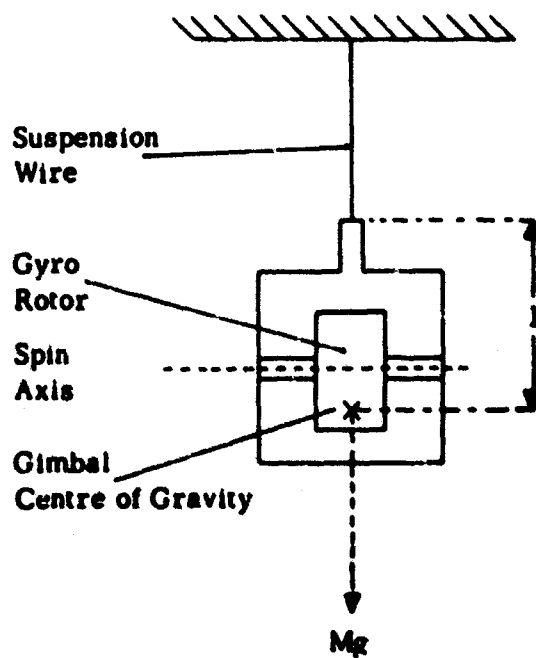 Suspension
Wire
Gyro
Rotor
Spin
Axis
Gimbal
Centre of Gravity
Mg